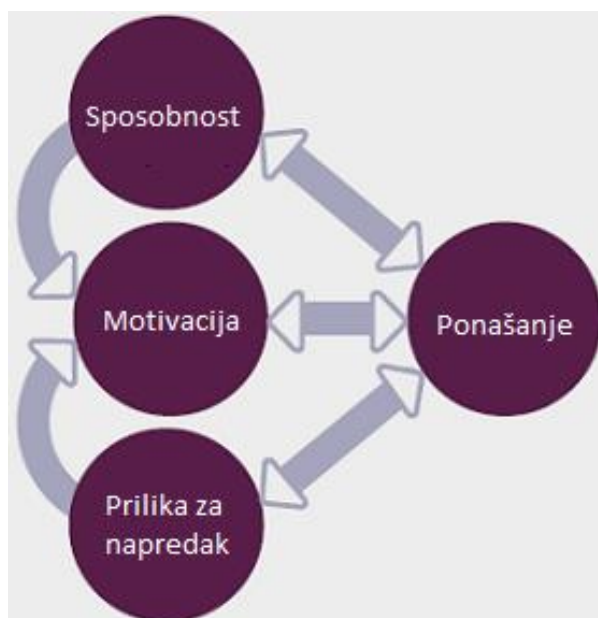 Sposobnost
Motivacija
Ponašanje
Prilika za
napredak